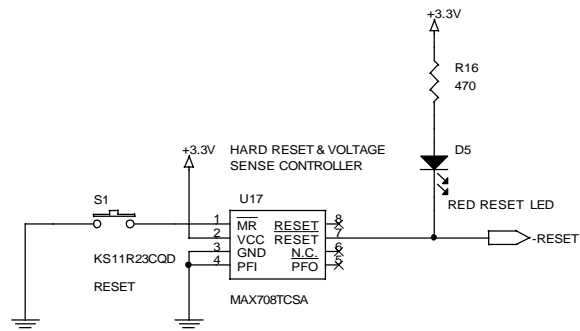 +3.3V
R16
470
+3.3V
HARD RESET & VOLTAGE
SENSE CONTROLLER
D5
S1
U17
RED RESET LED
1 MR RESET 8
2 VCC RESET 7
3 GND N.C. 6
4 PFI PFO 5
-RESET
KS11R23CQD
RESET
MAX708TCSA